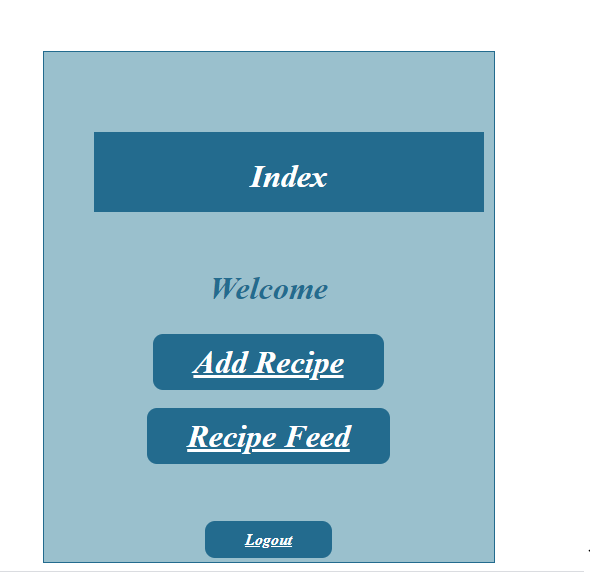 Index
Welcome
Add Recipe
Recipe Feed
Logout